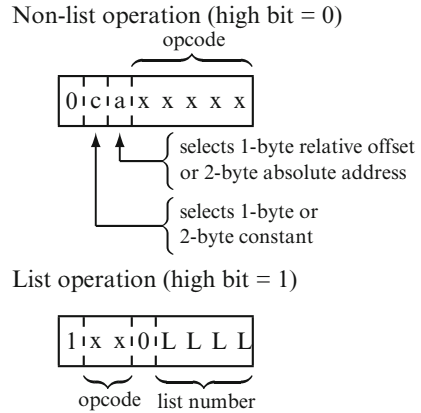 Non-list operation (high bit = 0)
opcode
0 c a x x x x x
selects 1-byte relative offset
or 2-byte absolute address
selects 1-byte or
2-byte constant
List operation (high bit = 1)
1 x x 0 L L L L
opcode list number